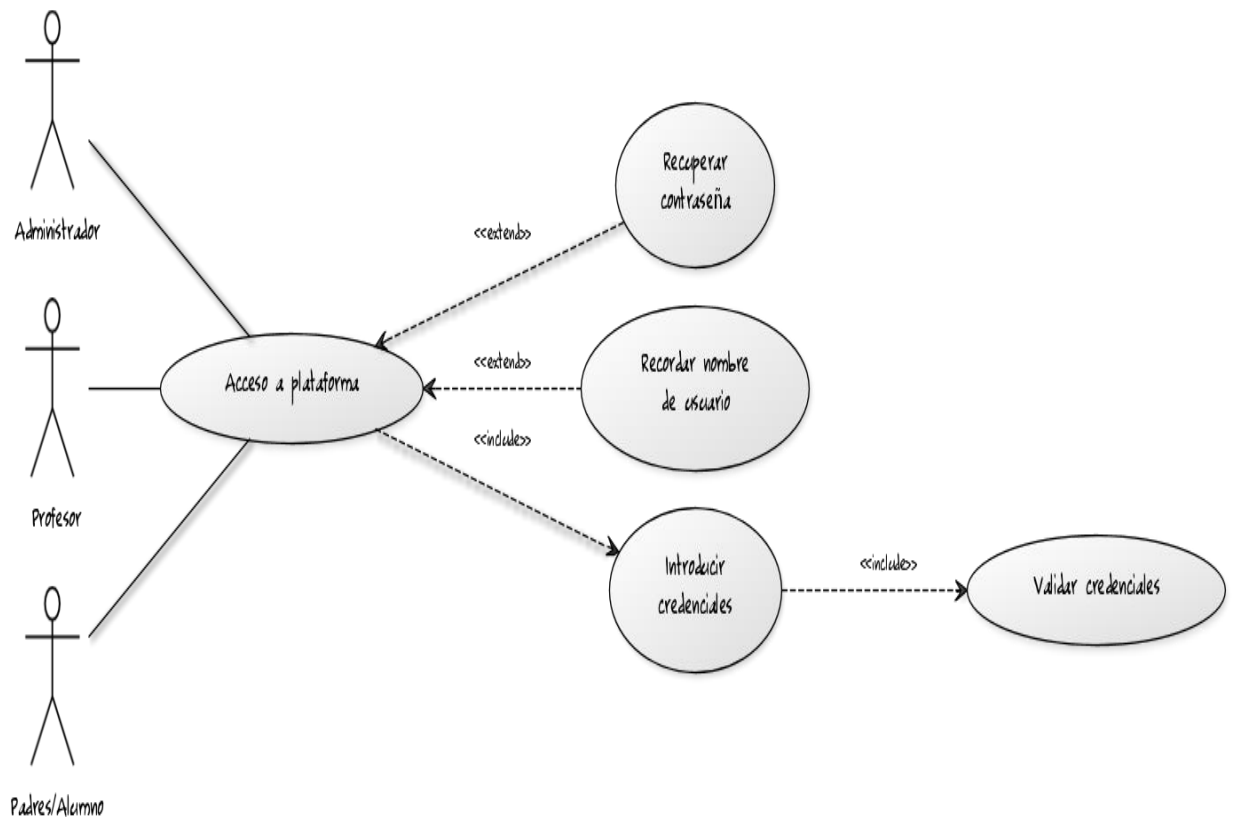 Administrador
Recuperar
contraseña
<<extend>>
Acceso a plataforma
<<extend>>
Recordar nombre
de usuario
<<include>>
Profesor
Introducir
credenciales
<<include>>
Validar credenciales
Padres/Alumno